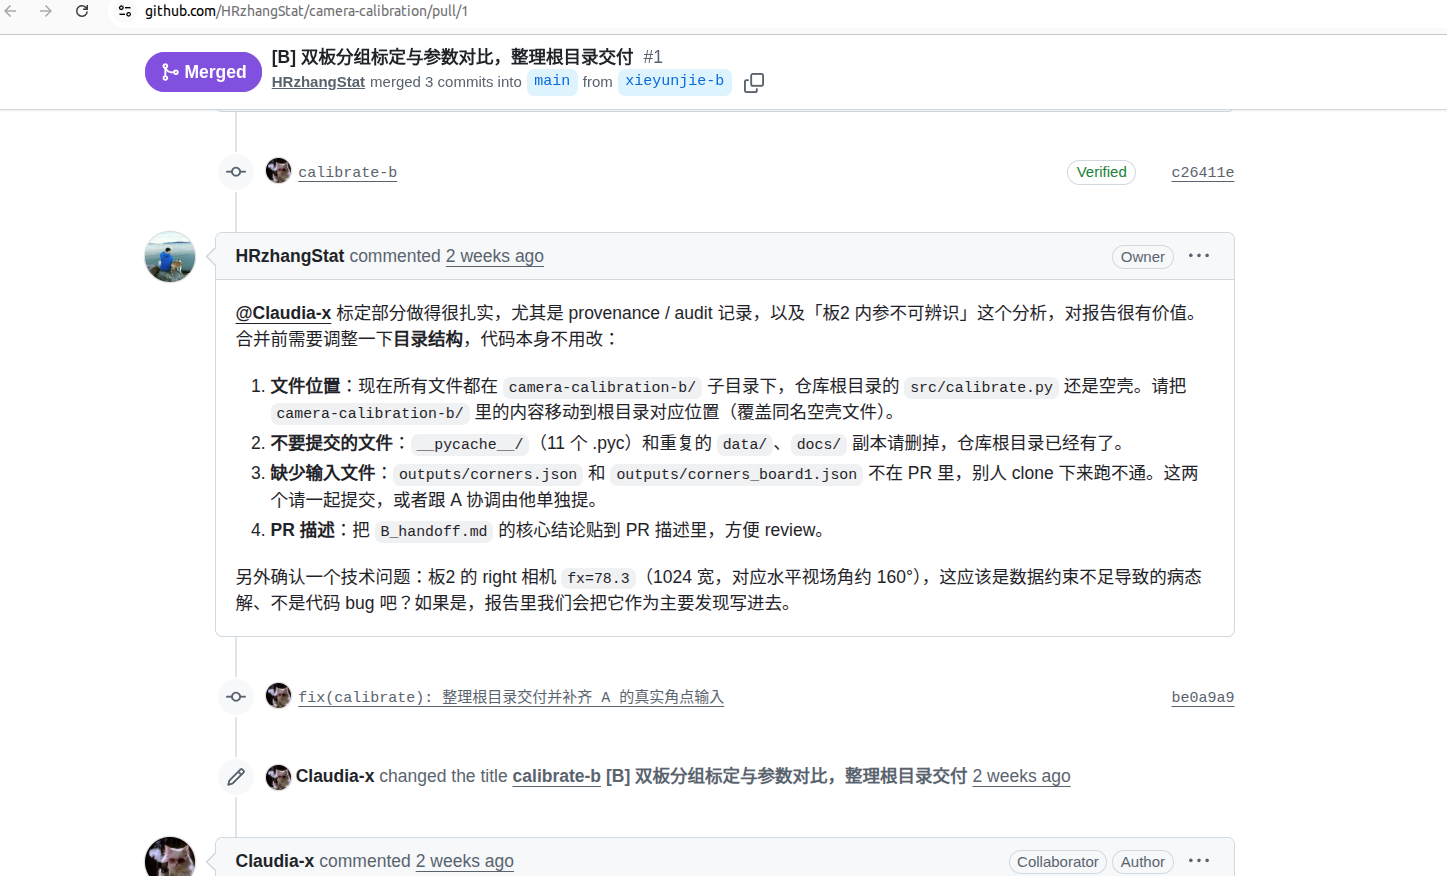 github.com/HRzhangStat/camera-calibration/pull/1
Merged
[B] 双板分组标定与参数对比，整理根目录交付 #1
HRzhangStat merged 3 commits into main from xieyunjie-b
calibrate-b
Verified
c26411e
HRzhangStat commented 2 weeks ago
Owner
@Claudia-x 标定部分做得很扎实，尤其是 provenance / audit 记录，以及「板2 内参不可辨识」这个分析，对报告很有价值。
合并前需要调整一下目录结构，代码本身不用改：
1. 文件位置：现在所有文件都在 camera-calibration-b/ 子目录下，仓库根目录的 src/calibrate.py 还是空壳。请把
camera-calibration-b/ 里的内容移动到根目录对应位置（覆盖同名空壳文件）。
2. 不要提交的文件：__pycache__/（11 个 .pyc）和重复的 data/、docs/ 副本请删掉，仓库根目录已经有了。
3. 缺少输入文件：outputs/corners.json 和 outputs/corners_board1.json 不在 PR 里，别人 clone 下来跑不通。这两
个请一起提交，或者跟 A 协调由他单独提。
4. PR 描述：把 B_handoff.md 的核心结论贴到 PR 描述里，方便 review。
另外确认一个技术问题：板2 的 right 相机 fx=78.3（1024 宽，对应水平视场角约 160°），这应该是数据约束不足导致的病态
解、不是代码 bug 吧？如果是，报告里我们会把它作为主要发现写进去。
fix(calibrate): 整理根目录交付并补齐 A 的真实角点输入
be0a9a9
Claudia-x changed the title calibrate-b [B] 双板分组标定与参数对比，整理根目录交付 2 weeks ago
Claudia-x commented 2 weeks ago
Collaborator
Author